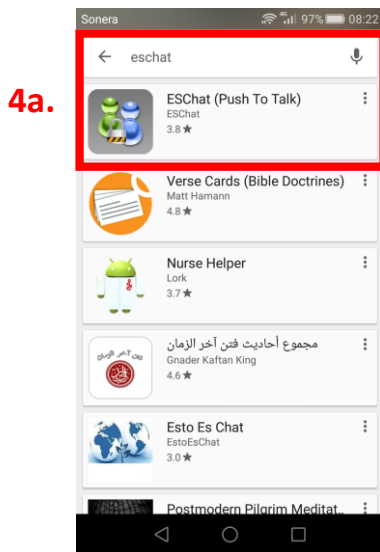 4a.
Sonera 4G 97% 08:22
eschat
ESChat (Push To Talk)
ESChat
3.8★
Verse Cards (Bible Doctrines)
Matt Hamann
4.8★
Nurse Helper
Lork
3.7★
مجموع أحاديث فتن آخر الزمان
Gnader Kaftan King
4.6★
Esto Es Chat
EstoEsChat
3.0★
Postmodern Pilgrim Meditat..